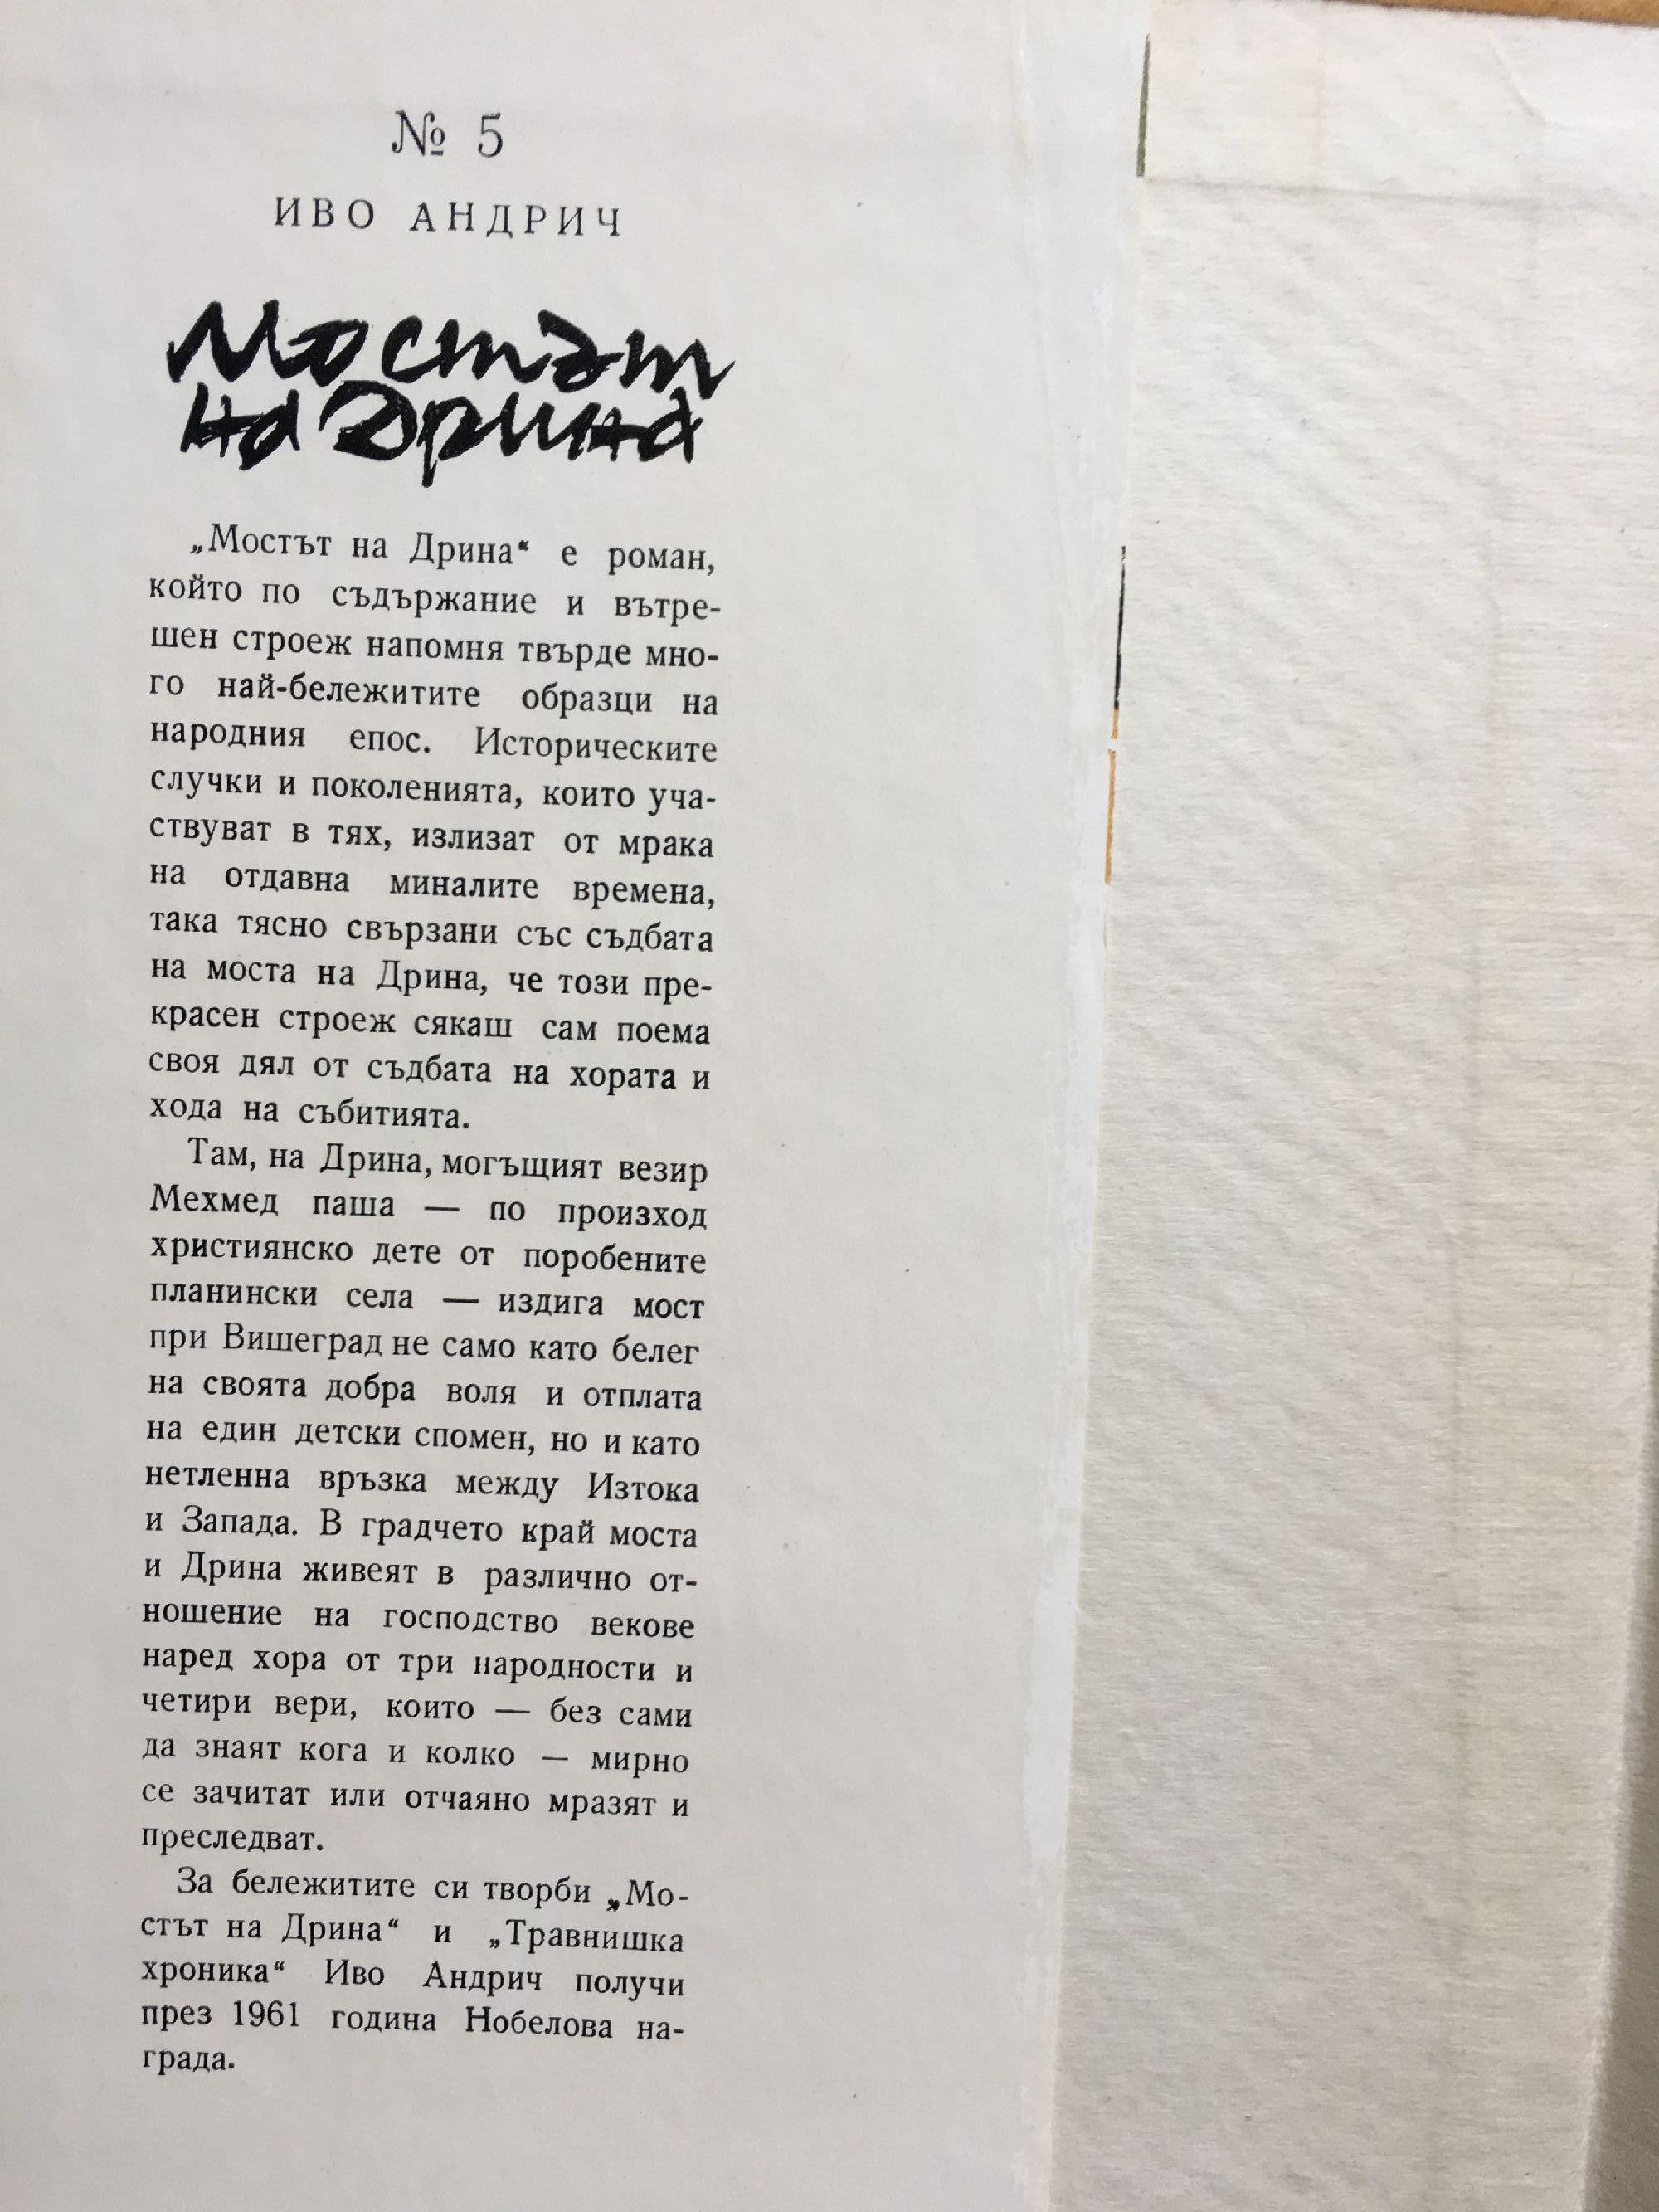 № 5
ИВО АНДРИЧ
Мостът
на Дрина
„Мостът на Дрина“ е роман,
който по съдържание и вътре-
шен строеж напомня твърде мно-
го най-бележитите образци на
народния епос. Историческите
случки и поколенията, които уча-
ствуват в тях, излизат от мрака
на отдавна миналите времена,
така тясно свързани със съдбата
на моста на Дрина, че този пре-
красен строеж сякаш сам поема
своя дял от съдбата на хората и
хода на събитията.
Там, на Дрина, могъщият везир
Мехмед паша — по произход
християнско дете от поробените
планински села — издига мост
при Вишеград не само като белег
на своята добра воля и отплата
на един детски спомен, но и като
нетленна връзка между Изтока
и Запада. В градчето край моста
и Дрина живеят в различно от-
ношение на господство векове
наред хора от три народности и
четири вери, които — без сами
да знаят кога и колко — мирно
се зачитат или отчаяно мразят и
преследват.
За бележитите си творби „Мо-
стът на Дрина“ и „Травнишка
хроника“ Иво Андрич получи
през 1961 година Нобелова на-
града.